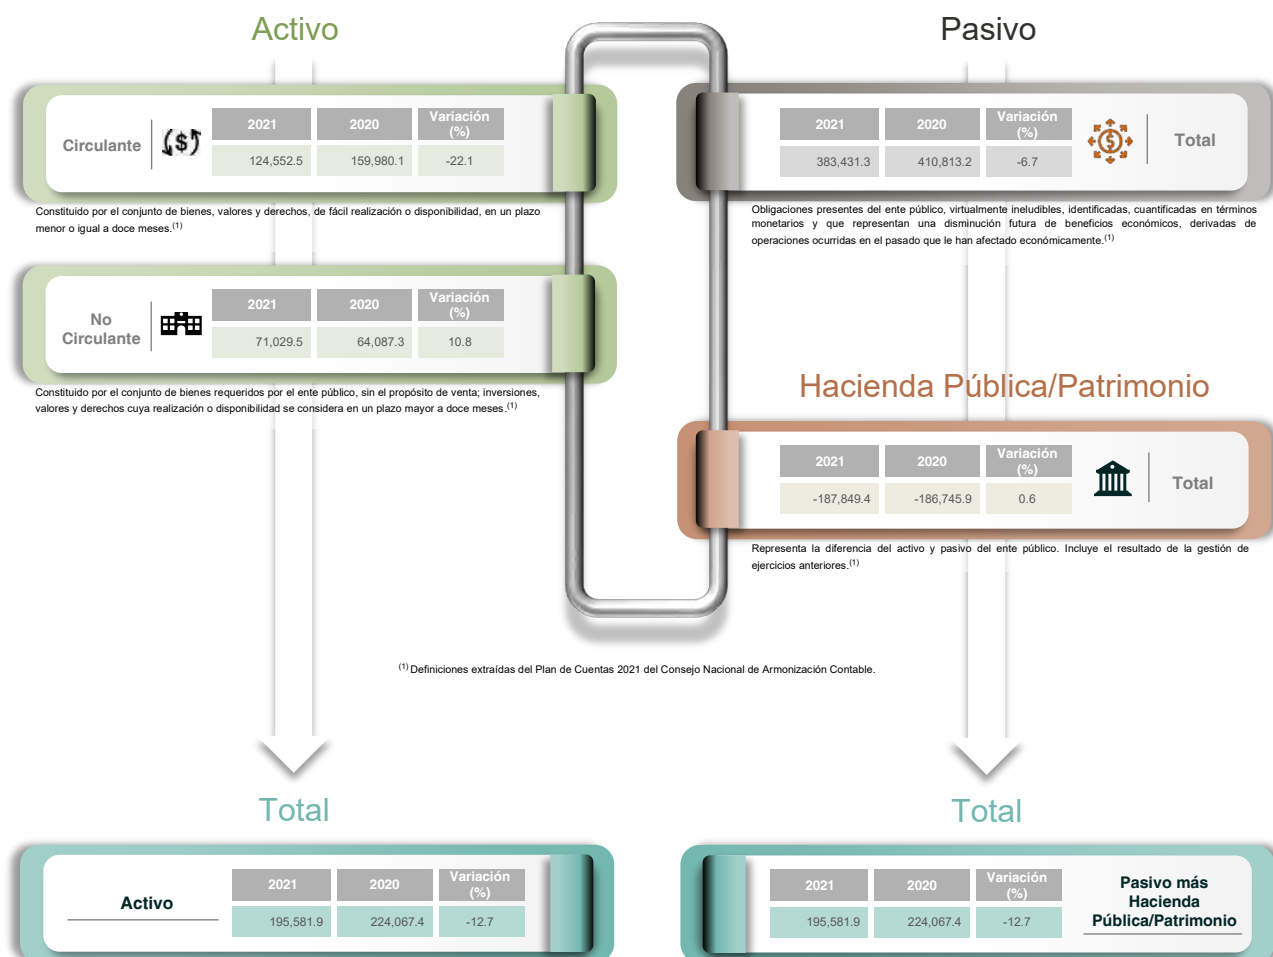 Activo
Circulante
2021 2020 Variación (%)
124,552.5 159,980.1 -22.1
Constituido por el conjunto de bienes, valores y derechos, de fácil realización o disponibilidad, en un plazo
menor o igual a doce meses.(1)
No
Circulante
2021 2020 Variación (%)
71,029.5 64,087.3 10.8
Constituido por el conjunto de bienes requeridos por el ente público, sin el propósito de venta; inversiones,
valores y derechos cuya realización o disponibilidad se considera en un plazo mayor a doce meses.(1)
Pasivo
2021 2020 Variación (%)
383,431.3 410,813.2 -6.7
Total
Obligaciones presentes del ente público, virtualmente ineludibles, identificadas, cuantificadas en términos
monetarios y que representan una disminución futura de beneficios económicos, derivadas de
operaciones ocurridas en el pasado que le han afectado económicamente.(1)
Hacienda Pública/Patrimonio
2021 2020 Variación (%)
-187,849.4 -186,745.9 0.6
Total
Representa la diferencia del activo y pasivo del ente público. Incluye el resultado de la gestión de
ejercicios anteriores.(1)
(1) Definiciones extraídas del Plan de Cuentas 2021 del Consejo Nacional de Armonización Contable.
Total
Activo
2021 2020 Variación (%)
195,581.9 224,067.4 -12.7
Total
2021 2020 Variación (%)
195,581.9 224,067.4 -12.7
Pasivo más
Hacienda
Pública/Patrimonio